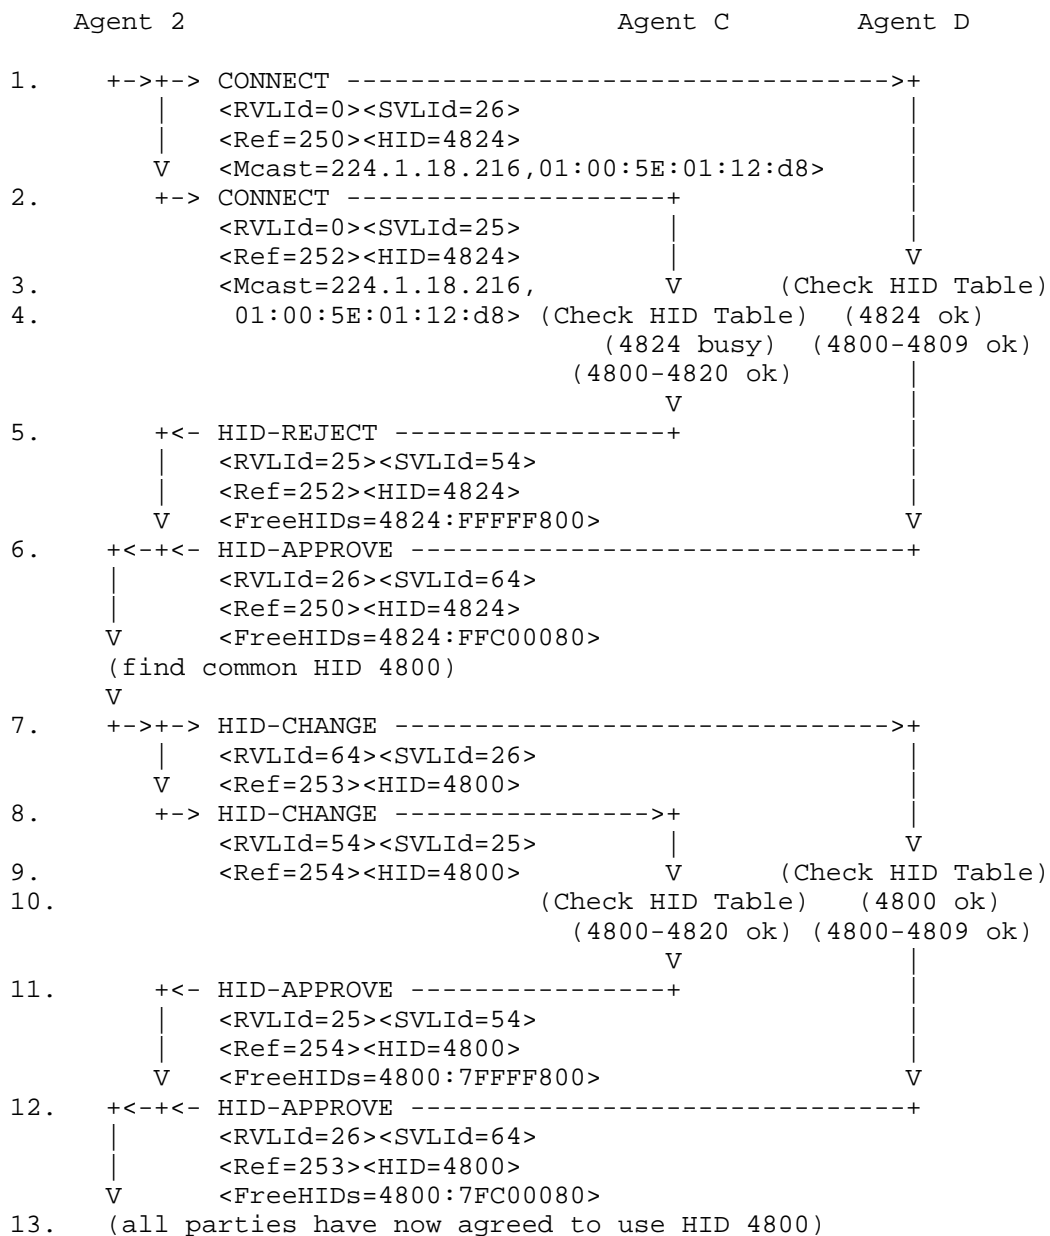 Agent 2                           Agent C        Agent D

1.      +->+-> CONNECT ---------------------------------->+
           |   <RVLId=0><SVLId=26>                        |
           |   <Ref=250><HID=4824>                        |
           V   <Mcast=224.1.18.216,01:00:5E:01:12:d8>     |
2.         +-> CONNECT --------------------+              |
               <RVLId=0><SVLId=25>         |              |
               <Ref=252><HID=4824>         |              V
3.             <Mcast=224.1.18.216,        V      (Check HID Table)
4.              01:00:5E:01:12:d8> (Check HID Table)  (4824 ok)
                                       (4824 busy)  (4800-4809 ok)
                                     (4800-4820 ok)       |
                                           V              |
5.         +<- HID-REJECT -----------------+              |
           |   <RVLId=25><SVLId=54>                       |
           |   <Ref=252><HID=4824>                        |
           V   <FreeHIDs=4824:FFFFF800>                   V
6.      +<-+<- HID-APPROVE -------------------------------+
        |      <RVLId=26><SVLId=64>
        |      <Ref=250><HID=4824>
        V      <FreeHIDs=4824:FFC00080>
        (find common HID 4800)
        V
7.      +->+-> HID-CHANGE ------------------------------->+
           |   <RVLId=64><SVLId=26>                       |
           V   <Ref=253><HID=4800>                        |
8.         +-> HID-CHANGE ---------------->+              |
               <RVLId=54><SVLId=25>        |              V
9.             <Ref=254><HID=4800>         V      (Check HID Table)
10.                                (Check HID Table)   (4800 ok)
                                     (4800-4820 ok) (4800-4809 ok)
                                           V              |
11.        +<- HID-APPROVE ----------------+              |
           |   <RVLId=25><SVLId=54>                       |
           |   <Ref=254><HID=4800>                        |
           V   <FreeHIDs=4800:7FFFF800>                   V
12.     +<-+<- HID-APPROVE -------------------------------+
        |      <RVLId=26><SVLId=64>
        |      <Ref=253><HID=4800>
        V      <FreeHIDs=4800:7FC00080>
13.     (all parties have now agreed to use HID 4800)